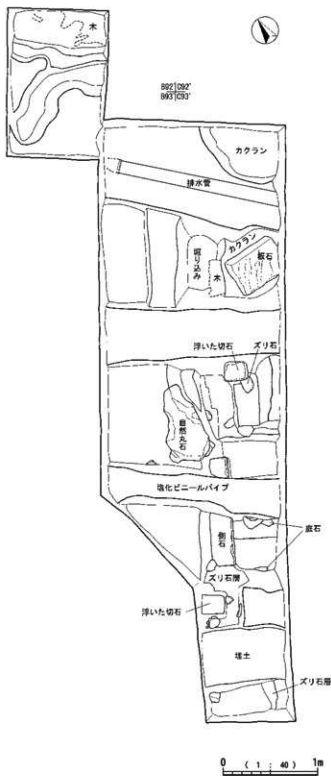 木
B92'|C92'
B93'|C93'
カクラン
排水管
カクラン
板石
掘り込み
木
浮いた切石
ズリ石
自然丸石
塩化ビニールパイプ
底石
側石
ズリ石層
浮いた切石
埋土
ズリ石層
0 ( 1 : 40 ) 1m